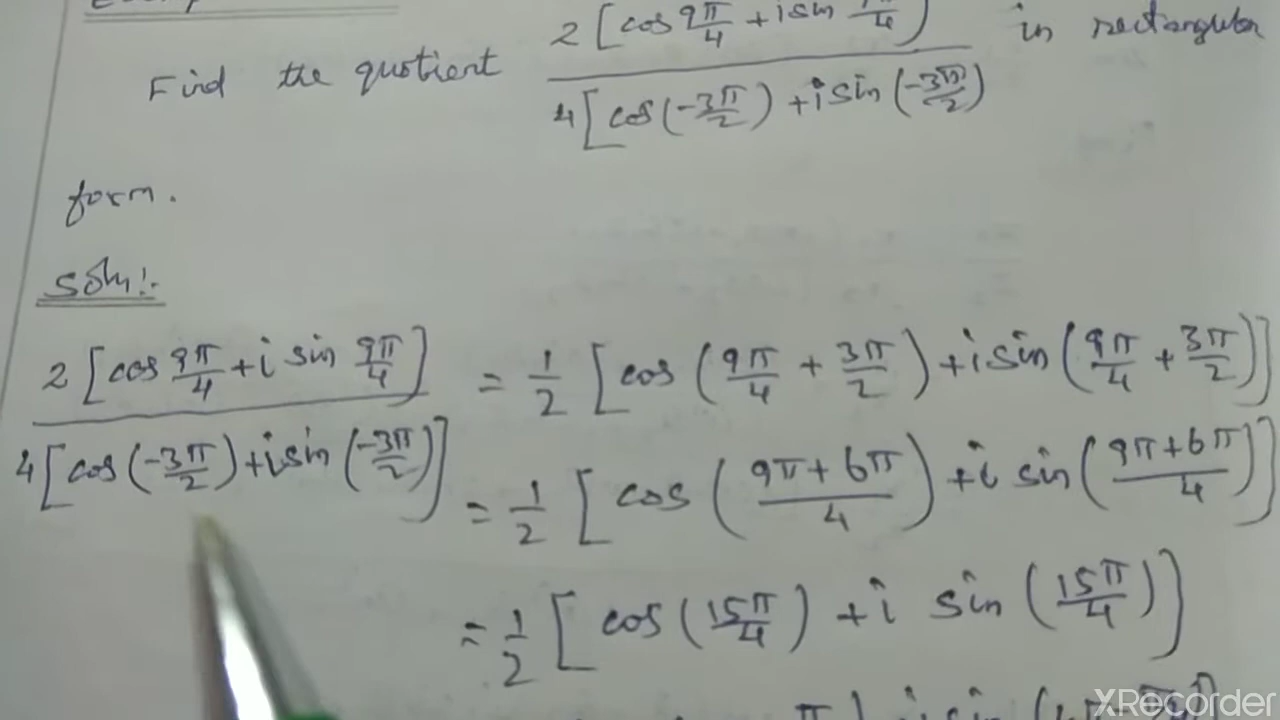 Find the quotient 2[cos 9π/4 + i sin 9π/4) / 4[cos(-3π/2) + i sin(-3π/2) in rectangular
form.
Soln:-
2[cos 9π/4 + i sin 9π/4] / 4[cos(-3π/2) + i sin(-3π/2)] = 1/2 [cos(9π/4 + 3π/2) + i sin(9π/4 + 3π/2)]
= 1/2 [cos(9π+6π/4) + i sin(9π+6π/4)]
= 1/2 [cos(15π/4) + i sin(15π/4)]
XRecorder